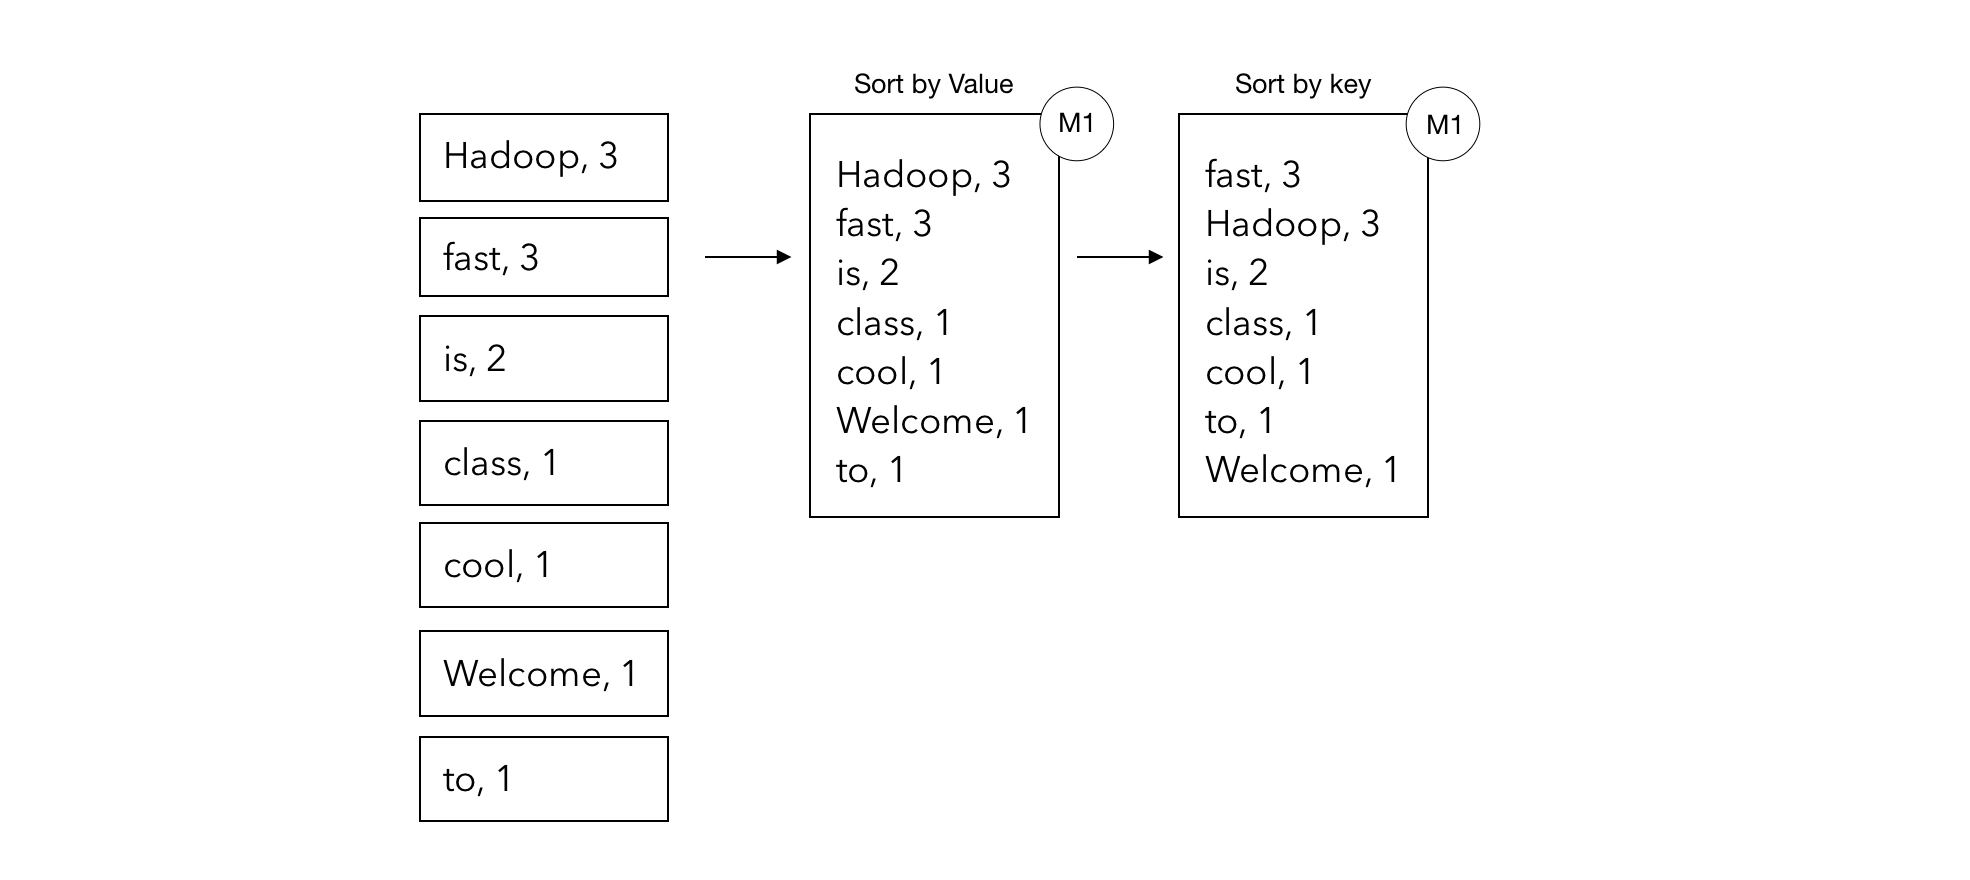 Hadoop, 3
fast, 3
is, 2
class, 1
cool, 1
Welcome, 1
to, 1
Sort by Value
M1
Hadoop, 3
fast, 3
is, 2
class, 1
cool, 1
Welcome, 1
to, 1
Sort by key
M1
fast, 3
Hadoop, 3
is, 2
class, 1
cool, 1
to, 1
Welcome, 1